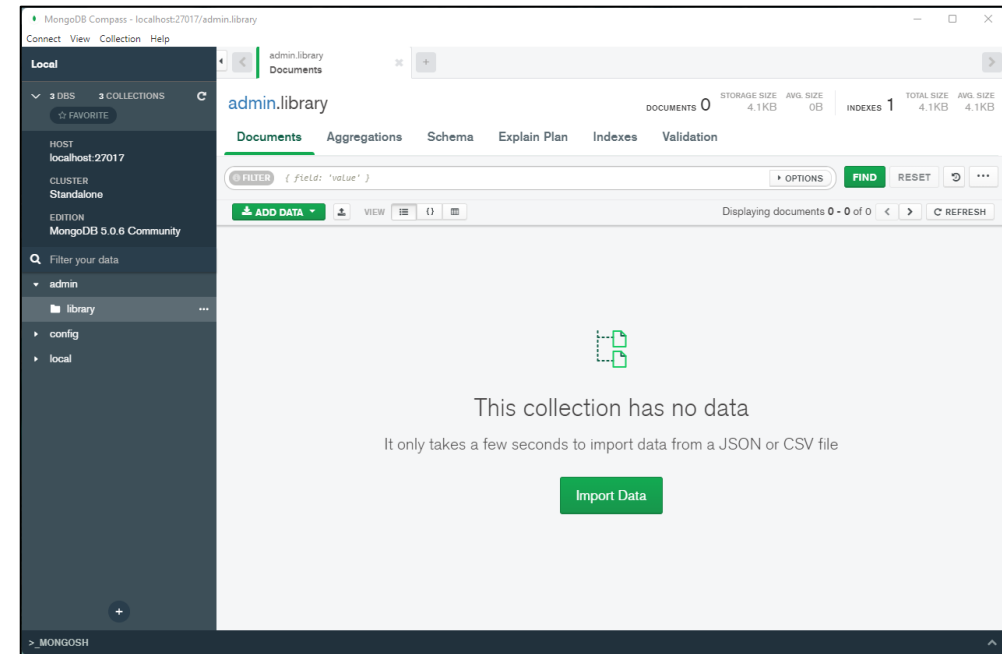 MongoDB Compass - localhost:27017/admin.library
Connect View Collection Help
Local
admin.library
Documents
3 DBS 3 COLLECTIONS
FAVORITE
HOST
localhost:27017
CLUSTER
Standalone
EDITION
MongoDB 5.0.6 Community
Filter your data
admin
library
config
local
admin.library
DOCUMENTS 0
STORAGE SIZE AVG. SIZE
4.1KB 0B
INDEXES 1
TOTAL SIZE AVG. SIZE
4.1KB 4.1KB
Documents Aggregations Schema Explain Plan Indexes Validation
FILTER { field: 'value' } OPTIONS FIND RESET
ADD DATA VIEW {} Displaying documents 0 - 0 of 0 REFRESH
This collection has no data
It only takes a few seconds to import data from a JSON or CSV file
Import Data
>_MONGOSH